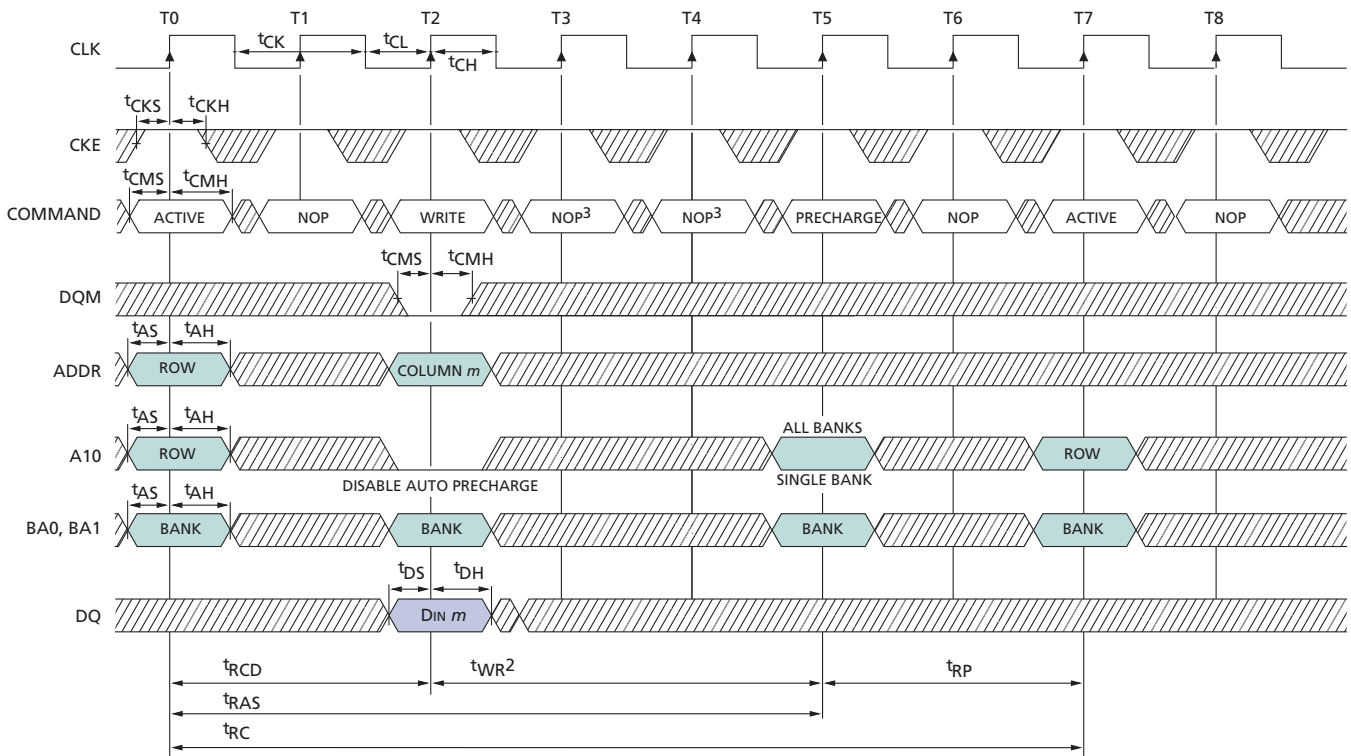 T0 T1 T2 T3 T4 T5 T6 T7 T8
CLK
tCK tCL
tCH
tCKS tCKH
CKE
tCMS tCMH
COMMAND ACTIVE NOP WRITE NOP3 NOP3 PRECHARGE NOP ACTIVE NOP
tCMS tCMH
DQM
tAS tAH
ADDR ROW COLUMN m
tAS tAH
ALL BANKS
A10 ROW ROW
DISABLE AUTO PRECHARGE SINGLE BANK
tAS tAH
BA0, BA1 BANK BANK BANK BANK
tDS tDH
DQ DIN m
tRCD tWR2 tRP
tRAS
tRC